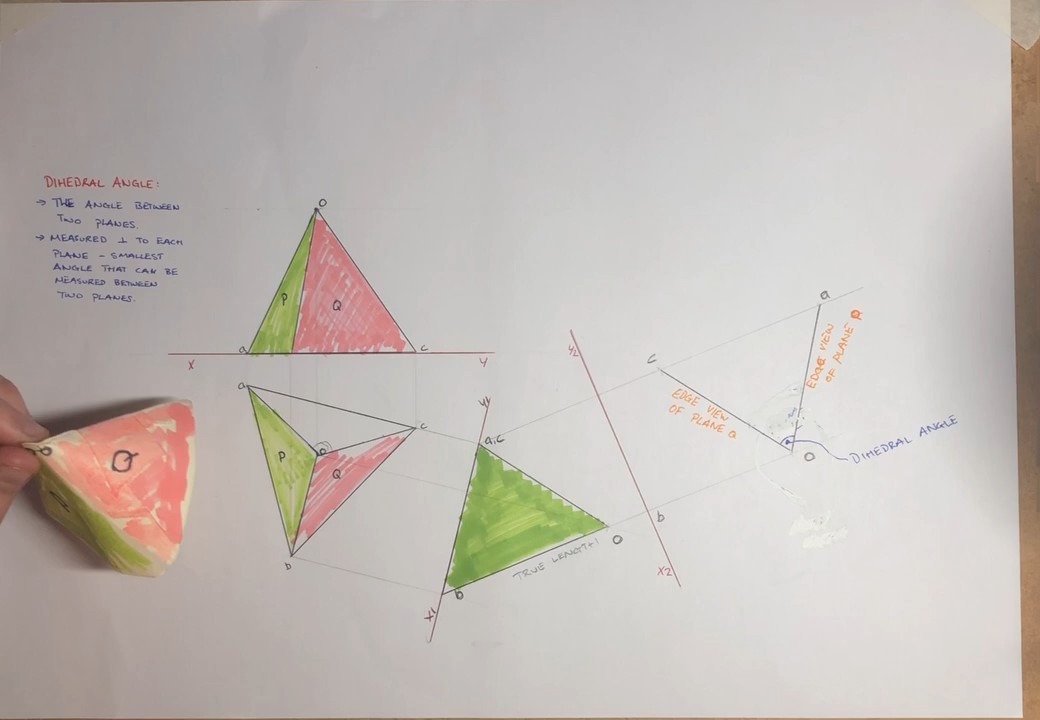 DIHEDRAL ANGLE:
→ THE ANGLE BETWEEN
TWO PLANES.
→ MEASURED ⊥ TO EACH
PLANE - SMALLEST
ANGLE THAT CAN BE
MEASURED BETWEEN
TWO PLANES.
O
P
Q
a
c
X
y
a
P
o
Q
c
b
O
Q
y1
a,c
TRUE LENGTH
O
b
X1
y2
b
X2
c
a
EDGE VIEW
OF PLANE Q
EDGE VIEW
OF PLANE P
O
DIHEDRAL ANGLE